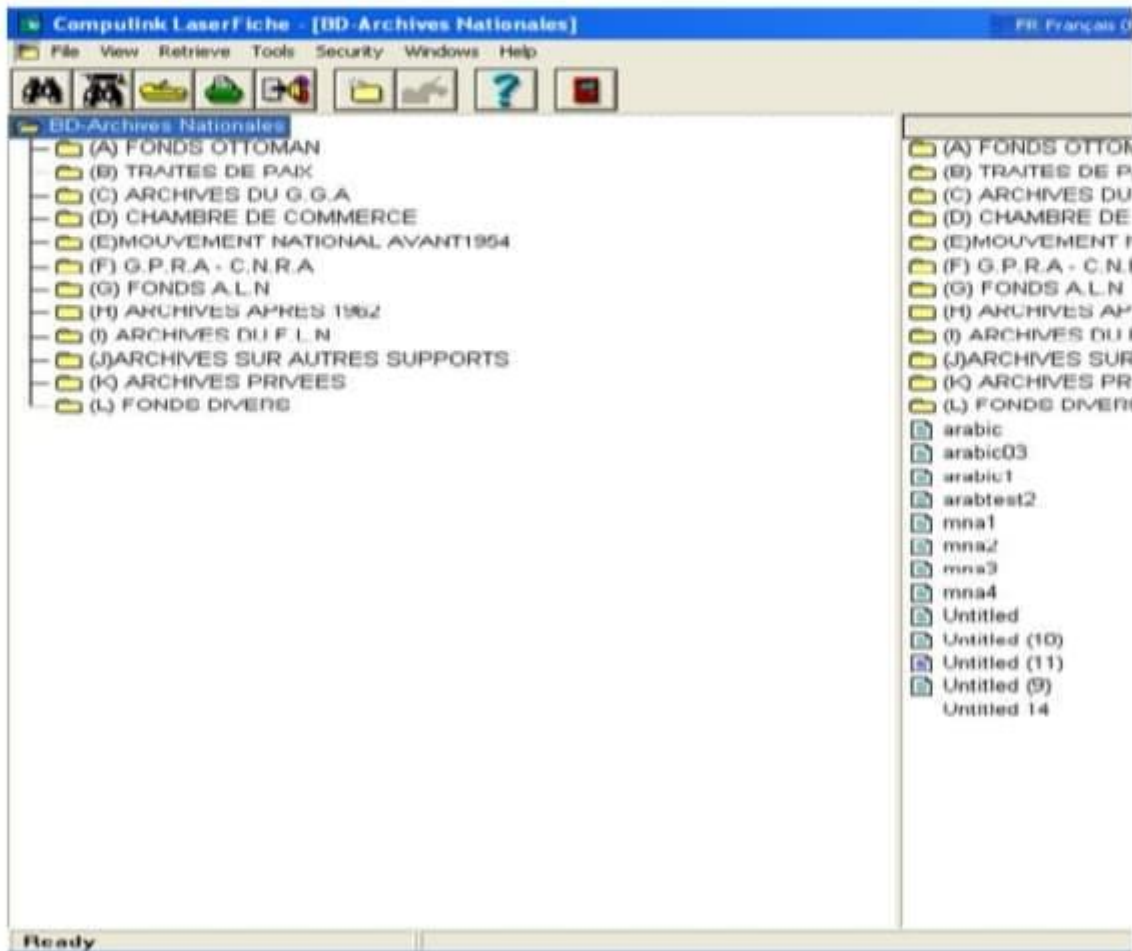 Compulink LaserFiche - [BD-Archives Nationales]
FR Français
File View Retrieve Tools Security Windows Help
BD-Archives Nationales
(A) FONDS OTTOMAN
(B) TRAITES DE PAIX
(C) ARCHIVES DU G.G.A
(D) CHAMBRE DE COMMERCE
(E)MOUVEMENT NATIONAL AVANT1954
(F) G.P.R.A - C.N.R.A
(G) FONDS A.L.N
(H) ARCHIVES APRES 1962
(I) ARCHIVES DU F.L.N
(J)ARCHIVES SUR AUTRES SUPPORTS
(K) ARCHIVES PRIVEES
(L) FONDS DIVERS
(A) FONDS OTTOM
(B) TRAITES DE P
(C) ARCHIVES DU
(D) CHAMBRE DE
(E)MOUVEMENT
(F) G.P.R.A - C.N.
(G) FONDS A.L.N
(H) ARCHIVES AP
(I) ARCHIVES DU
(J)ARCHIVES SUR
(K) ARCHIVES PR
(L) FONDS DIVER
arabic
arabic03
arabic1
arabtest2
mna1
mna2
mna3
mna4
Untitled
Untitled (10)
Untitled (11)
Untitled (9)
Untitled 14
Ready